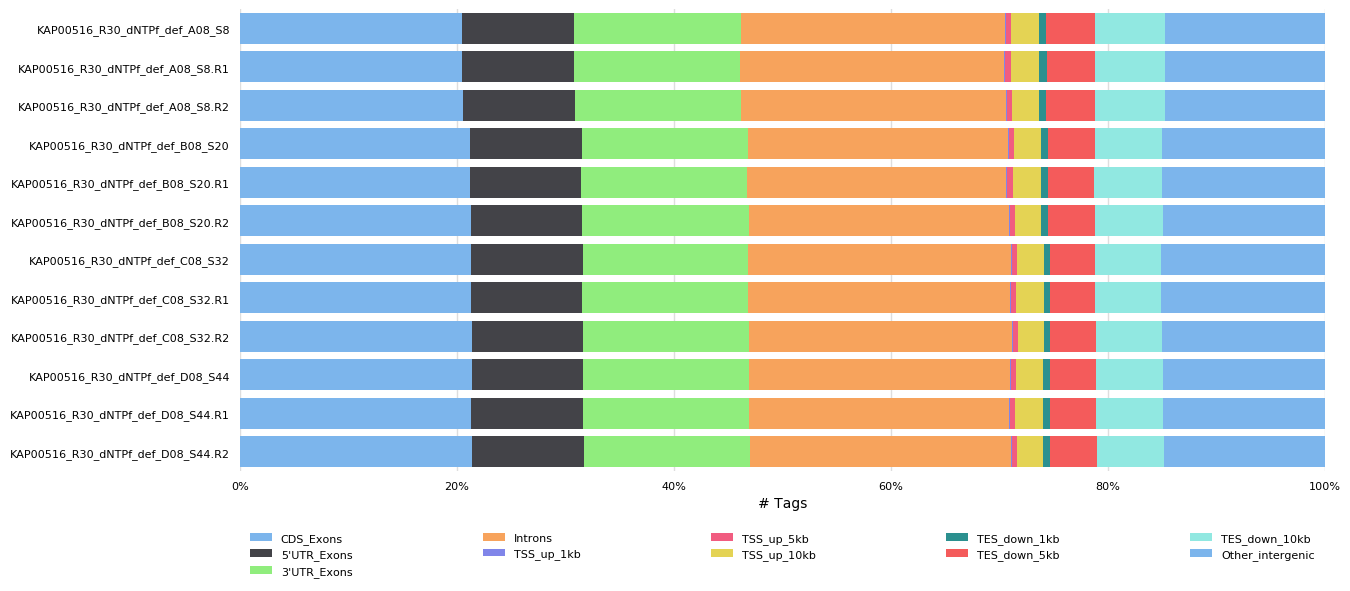 KAP00516_R30_dNTPf_def_A08_S8
KAP00516_R30_dNTPf_def_A08_S8.R1
KAP00516_R30_dNTPf_def_A08_S8.R2
KAP00516_R30_dNTPf_def_B08_S20
KAP00516_R30_dNTPf_def_B08_S20.R1
KAP00516_R30_dNTPf_def_B08_S20.R2
KAP00516_R30_dNTPf_def_C08_S32
KAP00516_R30_dNTPf_def_C08_S32.R1
KAP00516_R30_dNTPf_def_C08_S32.R2
KAP00516_R30_dNTPf_def_D08_S44
KAP00516_R30_dNTPf_def_D08_S44.R1
KAP00516_R30_dNTPf_def_D08_S44.R2
0% 20% 40% 60% 80% 100%
# Tags
CDS_Exons Introns TSS_up_5kb TES_down_1kb TES_down_10kb
5'UTR_Exons TSS_up_1kb TSS_up_10kb TES_down_5kb Other_intergenic
3'UTR_Exons